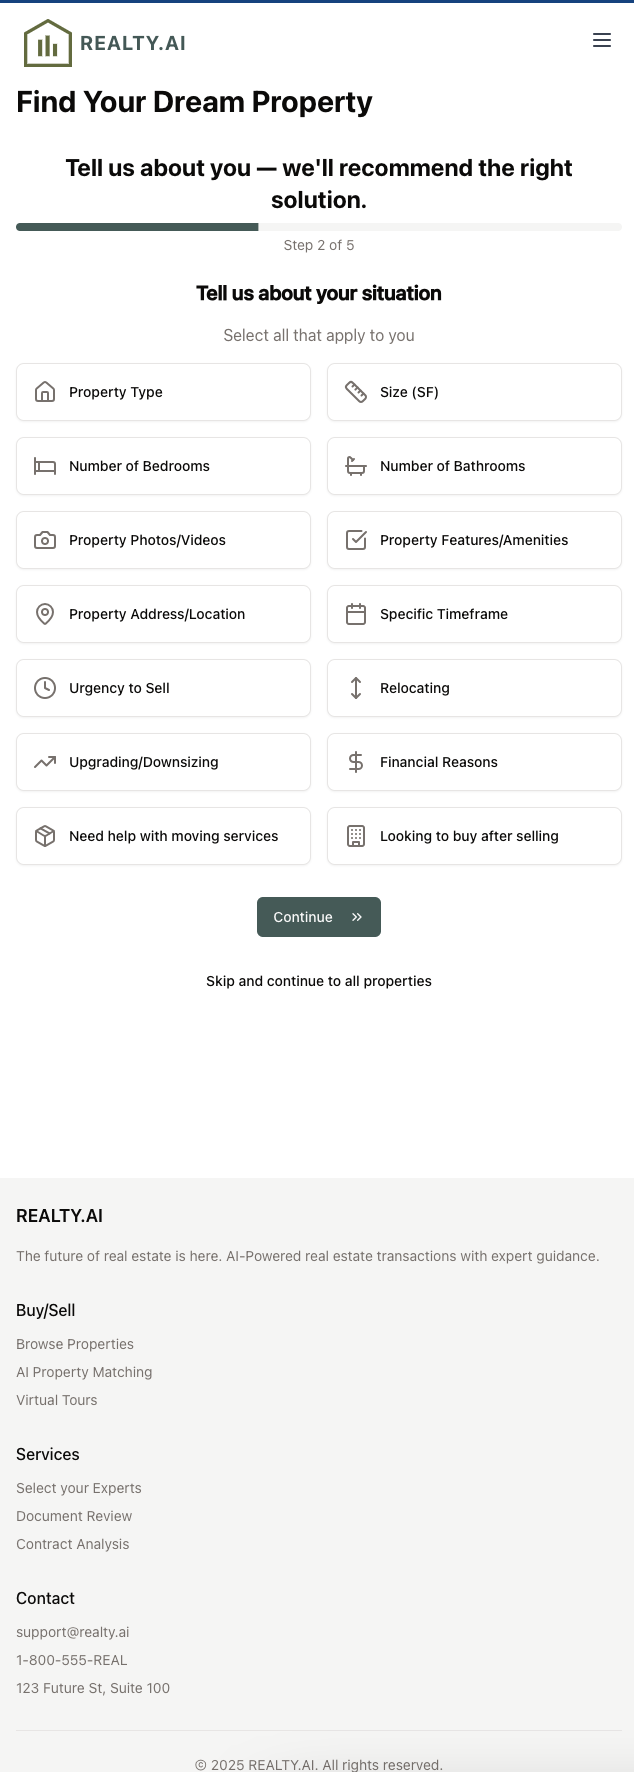 REALTY.AI
Find Your Dream Property
Tell us about you — we'll recommend the right
solution.
Step 2 of 5
Tell us about your situation
Select all that apply to you
Property Type
Size (SF)
Number of Bedrooms
Number of Bathrooms
Property Photos/Videos
Property Features/Amenities
Property Address/Location
Specific Timeframe
Urgency to Sell
Relocating
Upgrading/Downsizing
Financial Reasons
Need help with moving services
Looking to buy after selling
Continue
Skip and continue to all properties
REALTY.AI
The future of real estate is here. AI-Powered real estate transactions with expert guidance.
Buy/Sell
Browse Properties
AI Property Matching
Virtual Tours
Services
Select your Experts
Document Review
Contract Analysis
Contact
support@realty.ai
1-800-555-REAL
123 Future St, Suite 100
© 2025 REALTY.AI. All rights reserved.